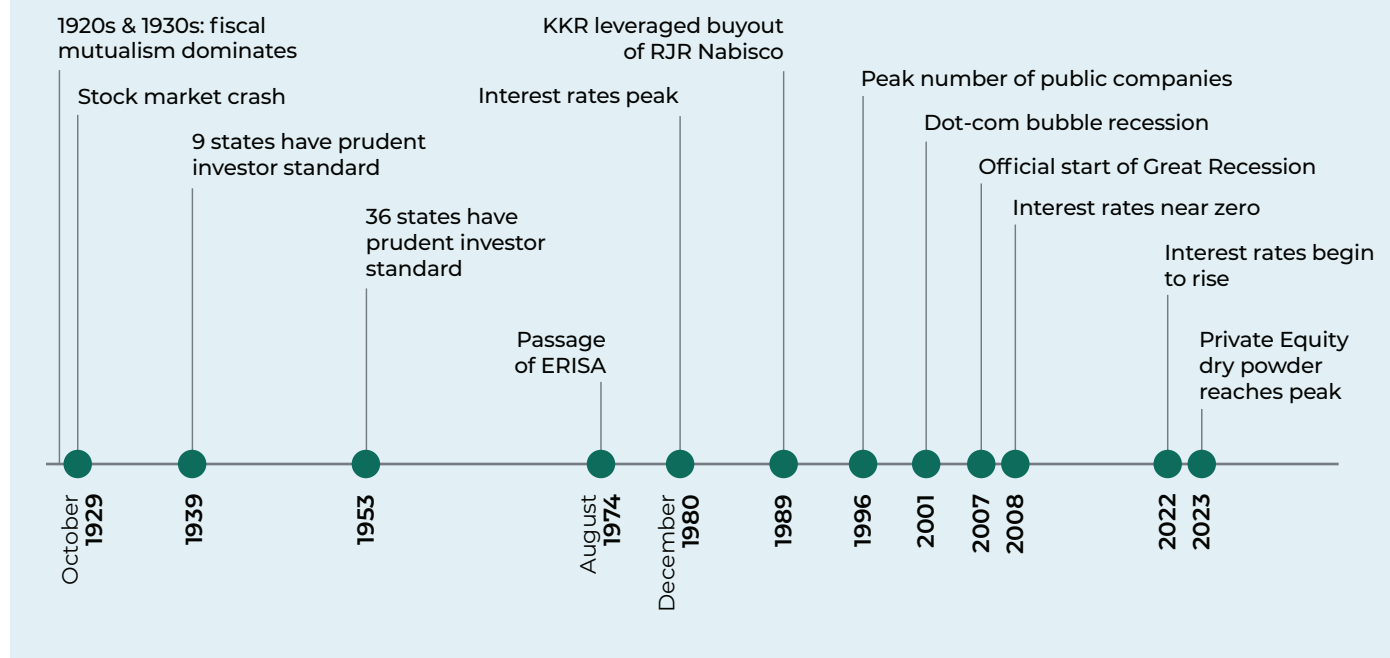 1920s & 1930s: fiscal
mutualism dominates
Stock market crash
9 states have prudent
investor standard
36 states have
prudent investor
standard
Passage
of ERISA
Interest rates peak
KKR leveraged buyout
of RJR Nabisco
Peak number of public companies
Dot-com bubble recession
Official start of Great Recession
Interest rates near zero
Interest rates begin
to rise
Private Equity
dry powder
reaches peak
October
1929
1939
1953
August
1974
December
1980
1989
1996
2001
2007
2008
2022
2023